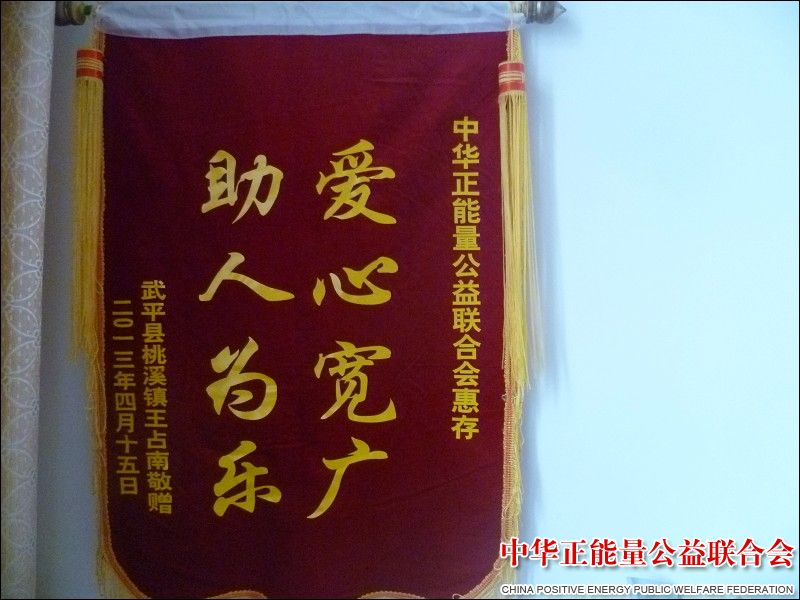 中华正能量公益联合会惠存
爱心宽广
助人为乐
武平县桃溪镇王占南敬赠
二〇一三年四月十五日
中华正能量公益联合会
CHINA POSITIVE ENERGY PUBLIC WELFARE FEDERATION